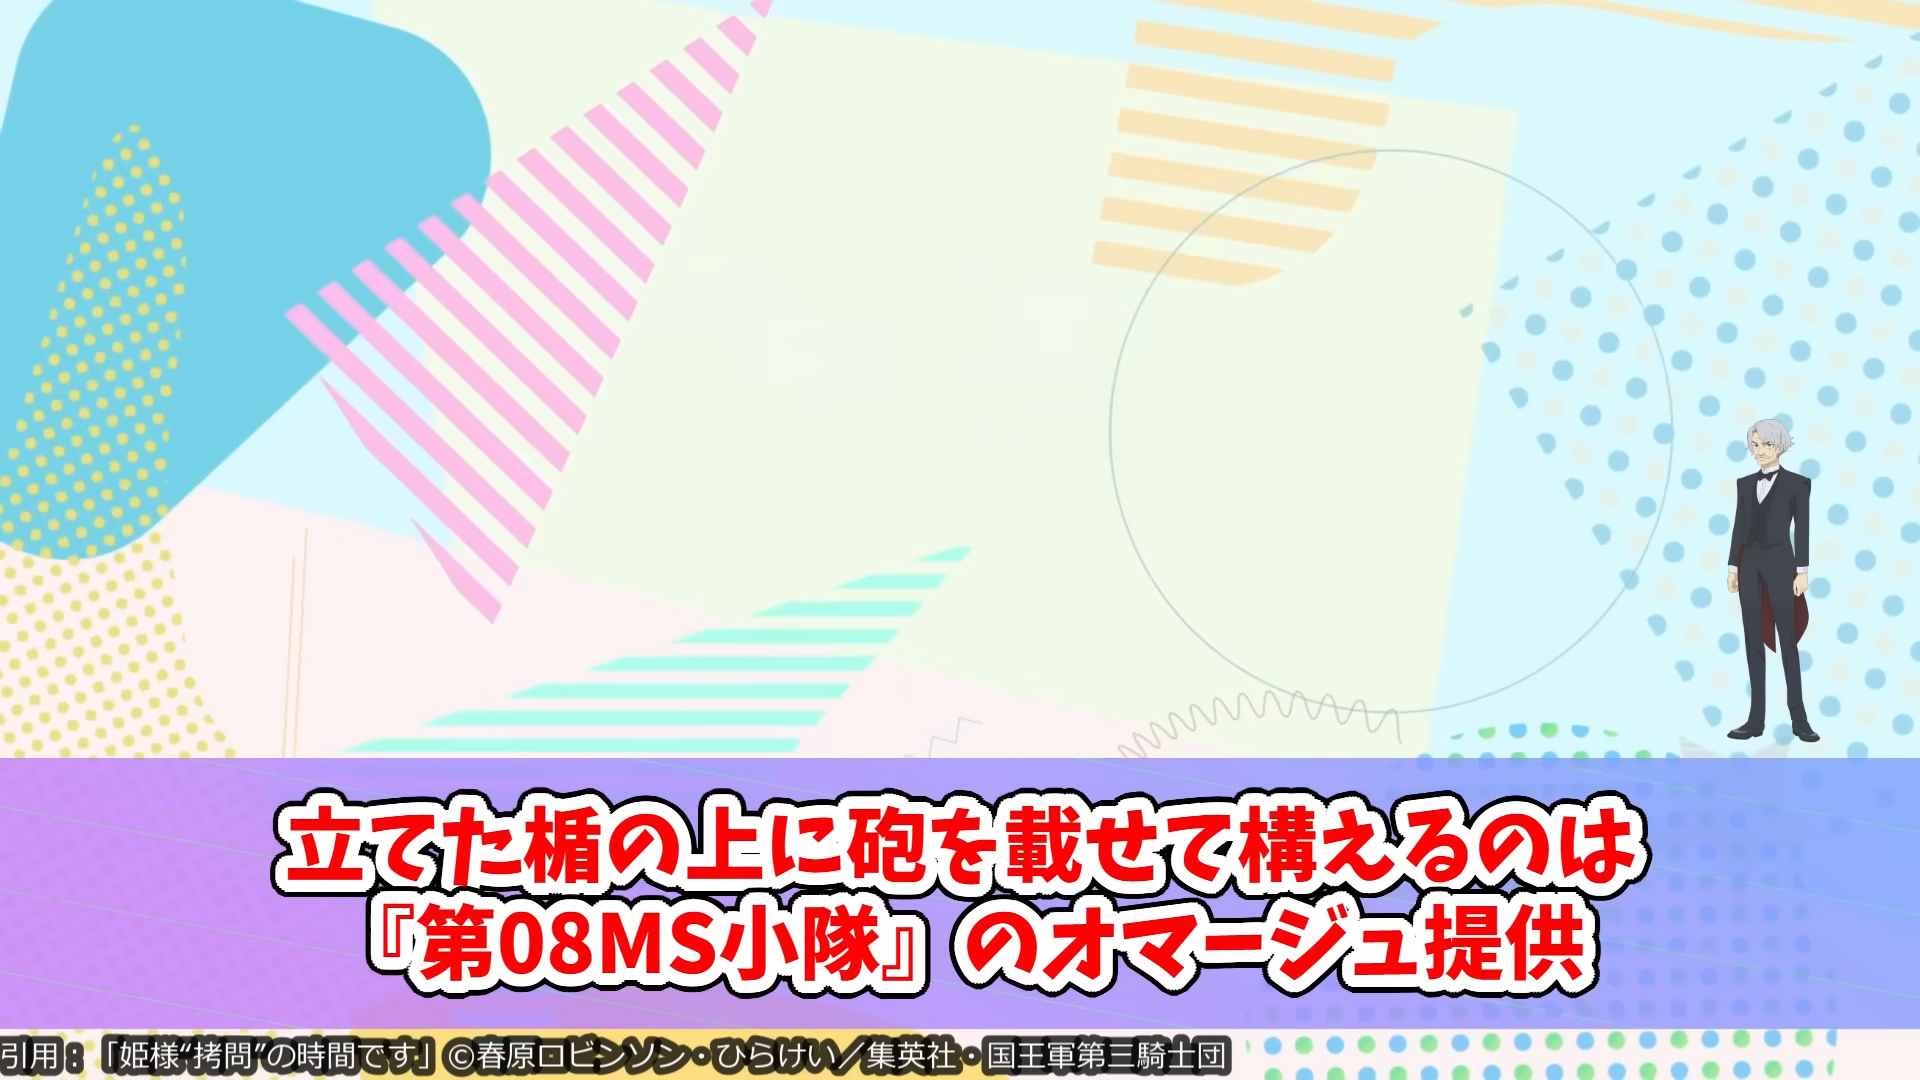 立てた楯の上に砲を載せて構えるのは
『第08MS小隊』のオマージュ提供
引用：「姫様“拷問”の時間です」©春原ロビンソン・ひらけい／集英社・国王軍第三騎士団